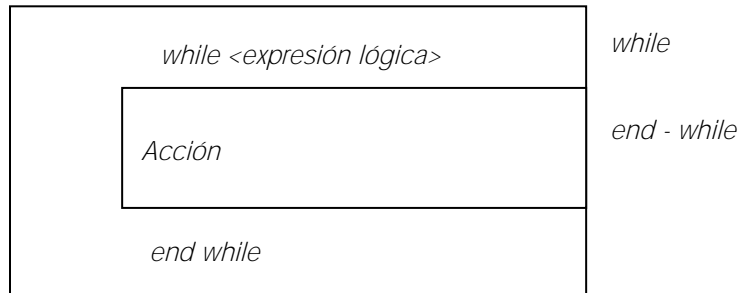 while <expresión lógica>
Acción
end while
while
end - while